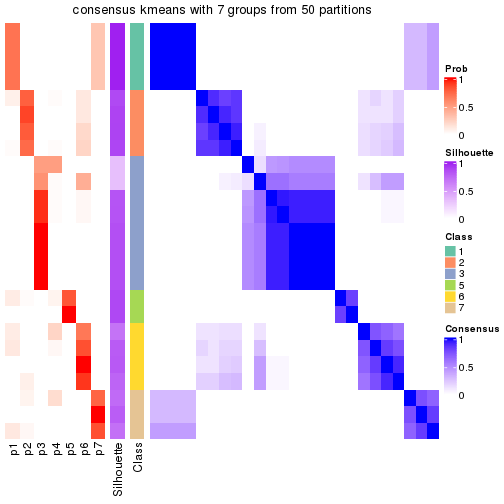 consensus kmeans with 7 groups from 50 partitions
Prob
1
0.5
0
Silhouette
1
0.5
0
Class
1
2
3
5
6
7
Consensus
1
0.5
0
p1
p2
p3
p4
p5
p6
p7
Silhouette
Class